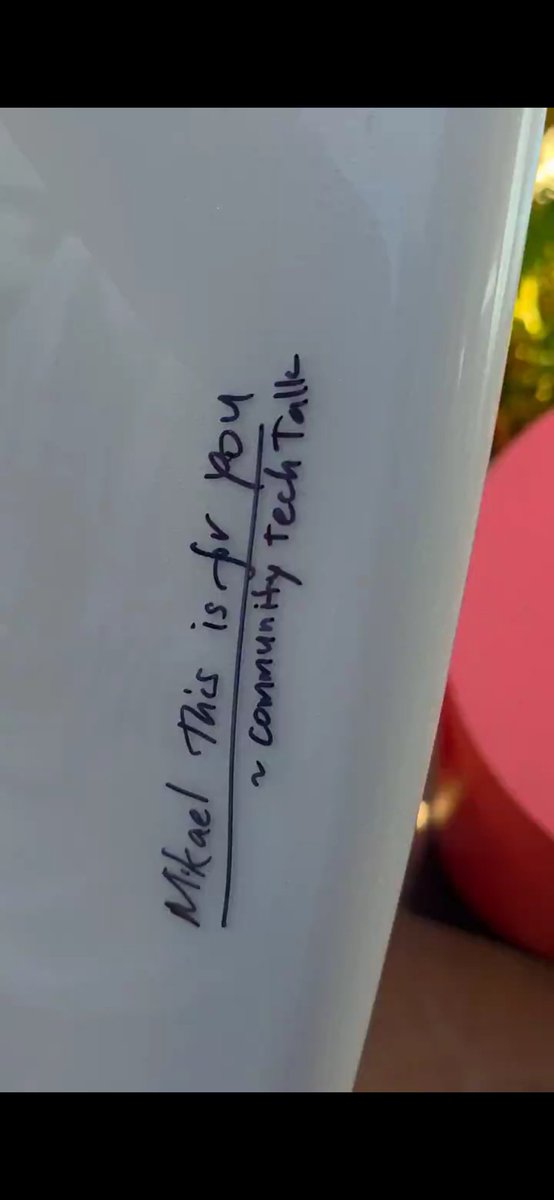 Mikael This is for you
~ community Tech Talk